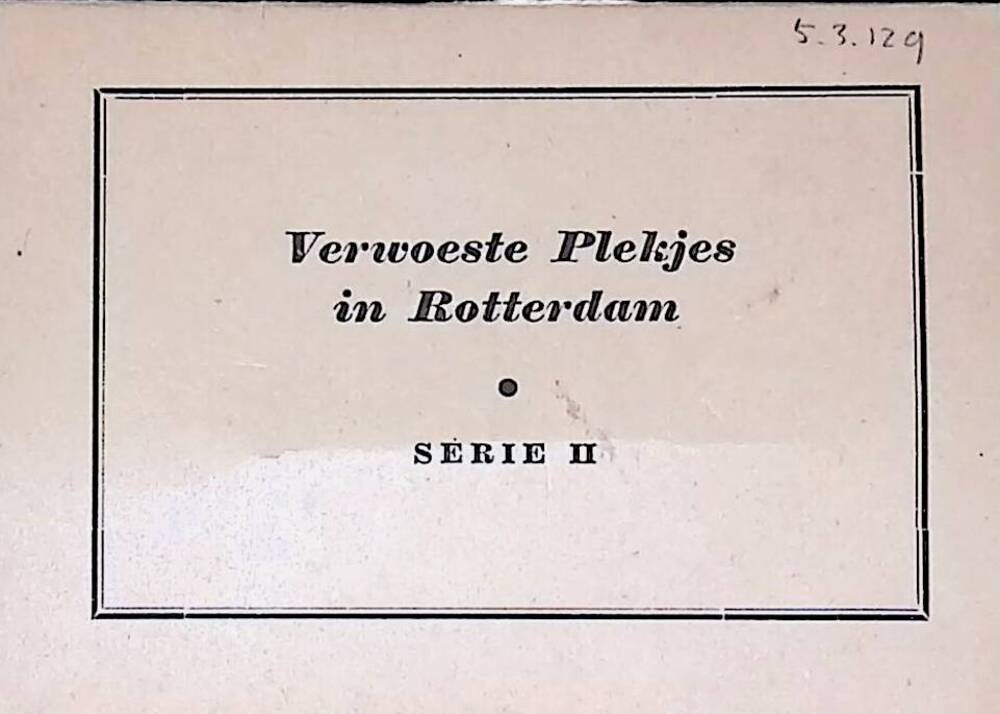 5.3.129
Verwoeste Plekjes
in Rotterdam
SERIE II